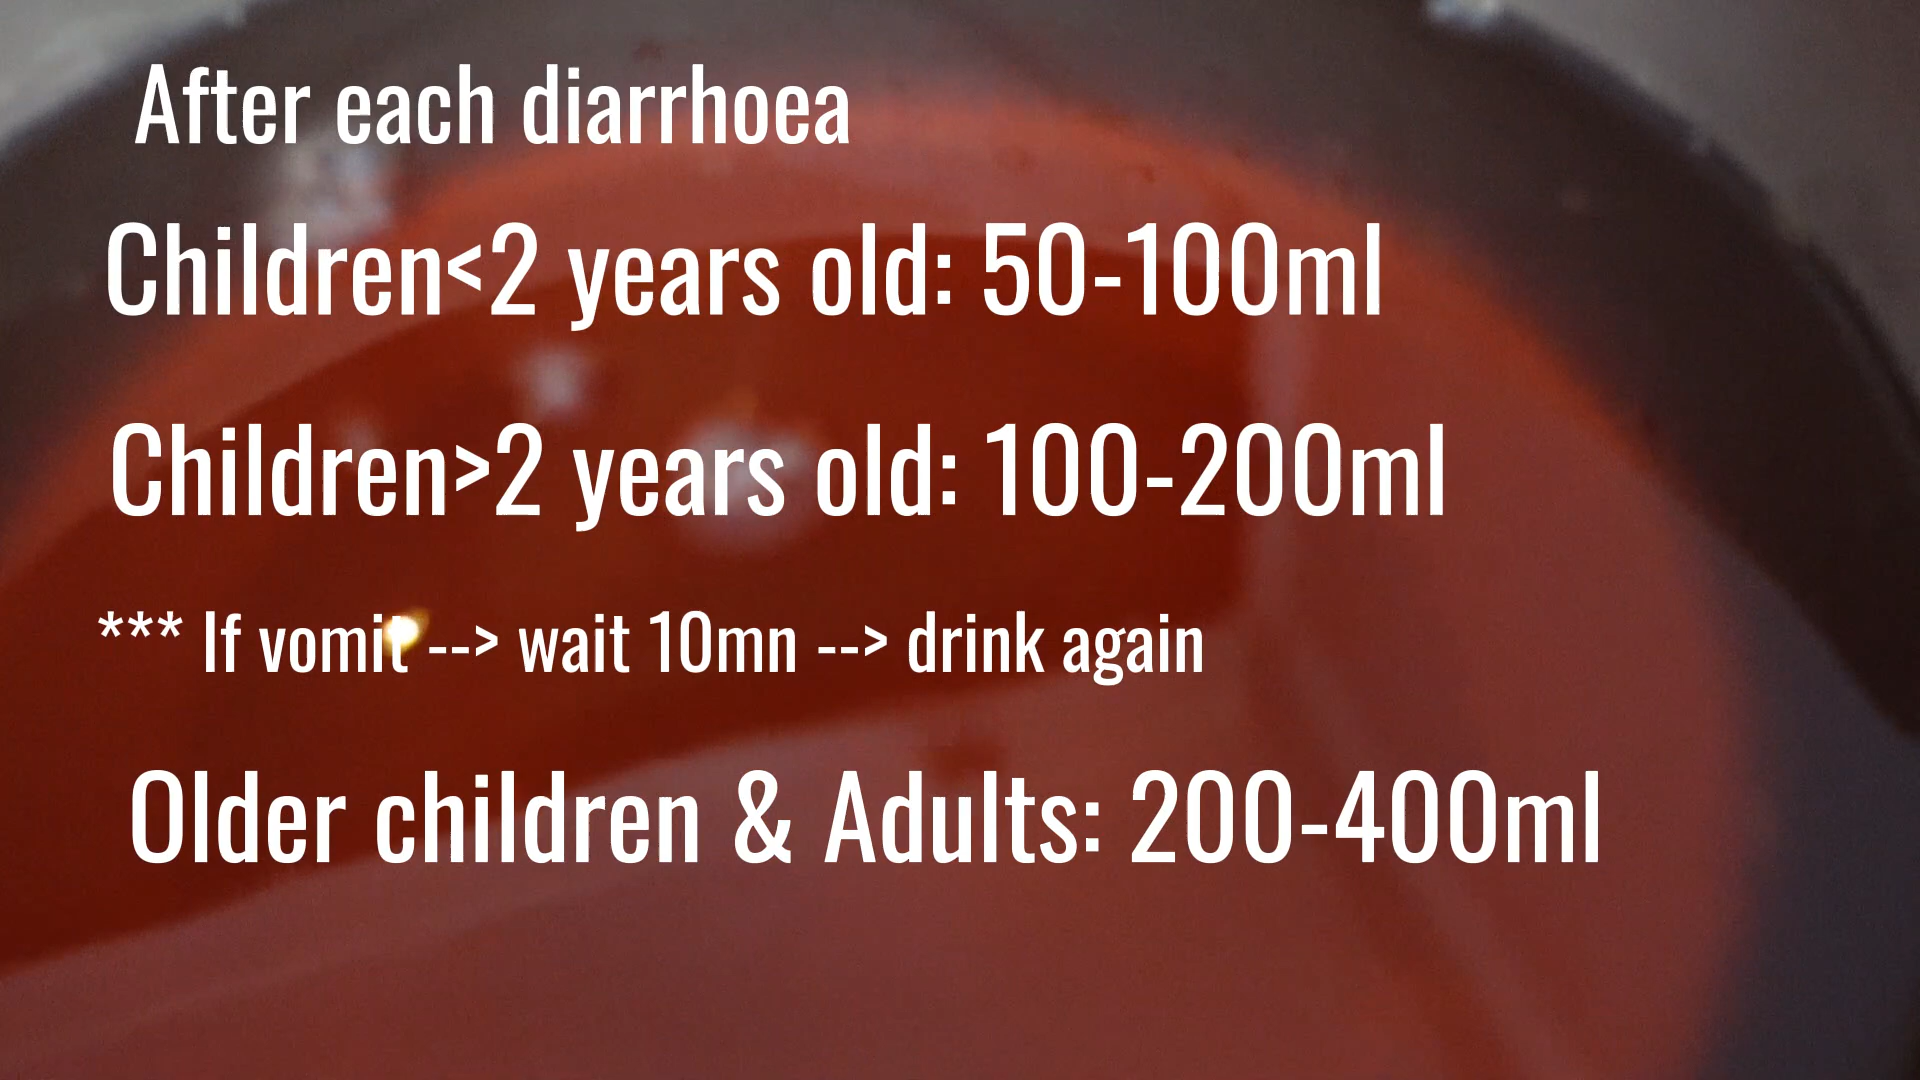 After each diarrhoea
Children<2 years old: 50-100ml
Children>2 years old: 100-200ml
*** If vomit --> wait 10mn --> drink again
Older children & Adults: 200-400ml